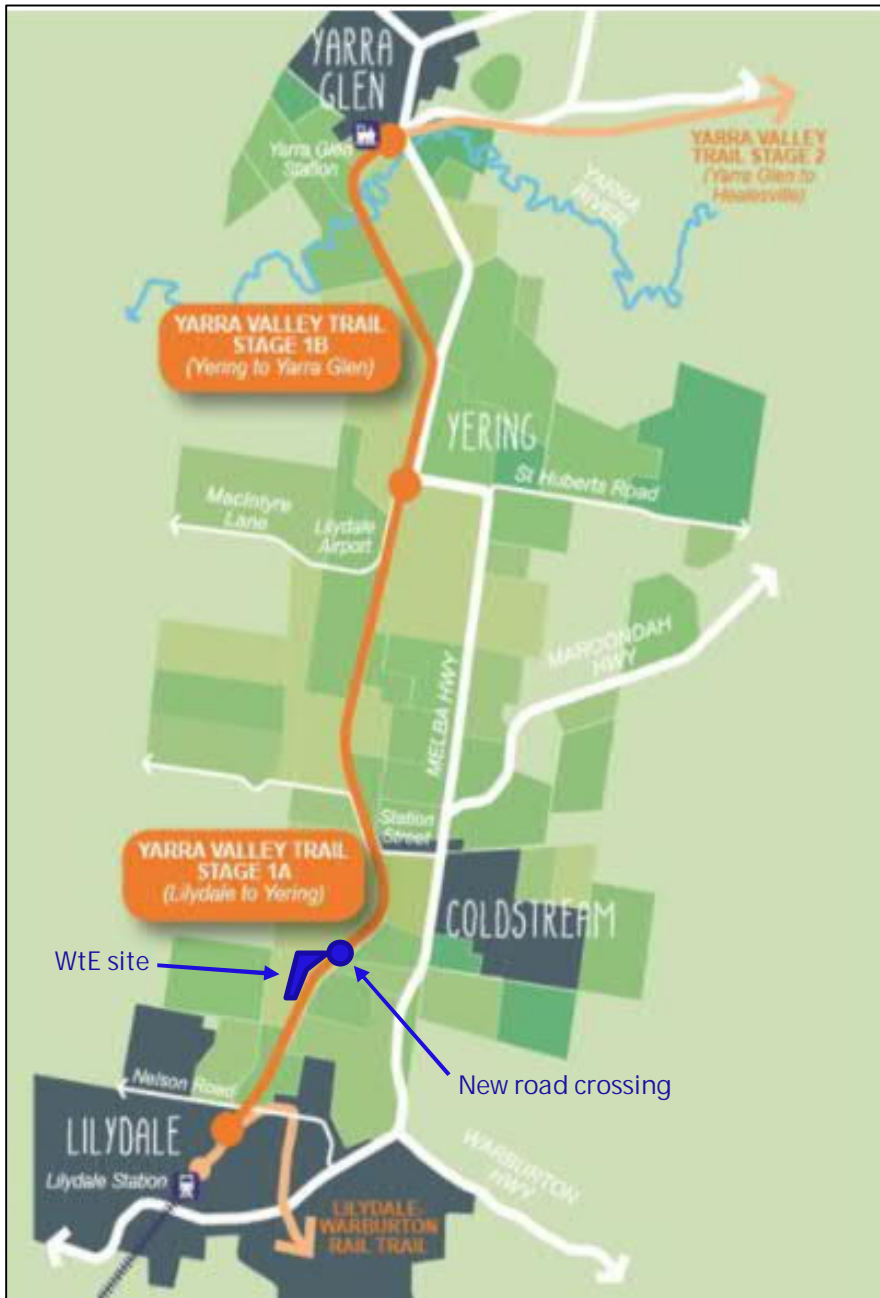 YARRA
GLEN
Yarra Glen
Station
YARRA VALLEY
TRAIL STAGE 2
(Yarra Glen to
Healesville)
YARRA
RIVER
YARRA VALLEY TRAIL
STAGE 1B
(Yering to Yarra Glen)
YERING
St Huberts Road
MacIntyre
Lane
Lilydale
Airport
MAROONDAH
HWY
MELBA HWY
Station
Street
YARRA VALLEY TRAIL
STAGE 1A
(Lilydale to Yering)
COLDSTREAM
WtE site
New road crossing
Nelson Road
LILYDALE
Lilydale Station
WARBURTON
HWY
LILYDALE-
WARBURTON
RAIL TRAIL